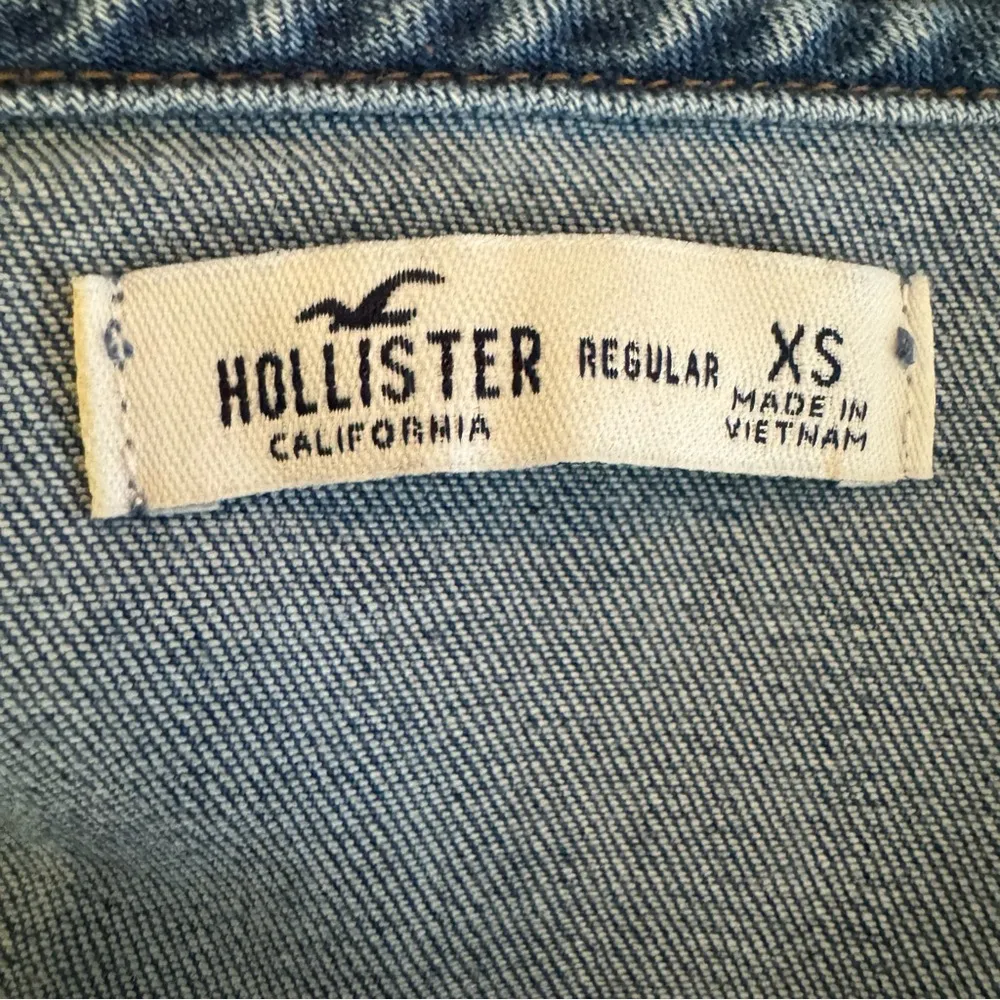 HOLLISTER
CALIFORNIA
REGULAR
XS
MADE IN
VIETNAM